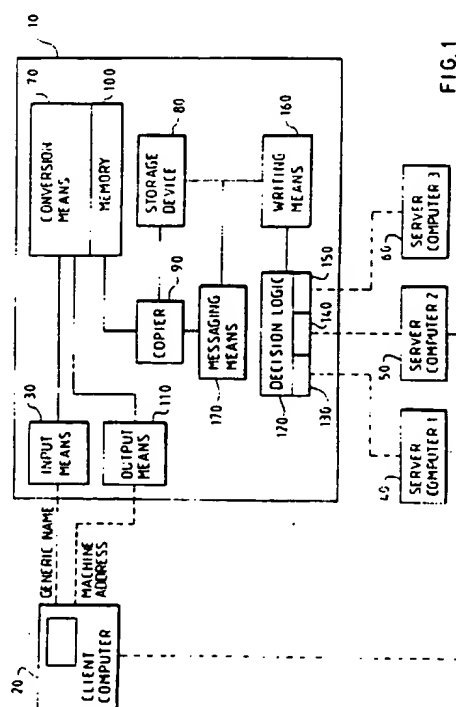 10
20
CLIENT
COMPUTER
GENERIC NAME
MACHINE
ADDRESS
30
INPUT
MEANS
110
OUTPUT
MEANS
70
CONVERSION
MEANS
100
MEMORY
90
COPIER
80
STORAGE
DEVICE
170
MESSAGING
MEANS
160
WRITING
MEANS
120
DECISION LOGIC
130
140
150
40
SERVER
COMPUTER 1
50
SERVER
COMPUTER 2
60
SERVER
COMPUTER 3
FIG. 1